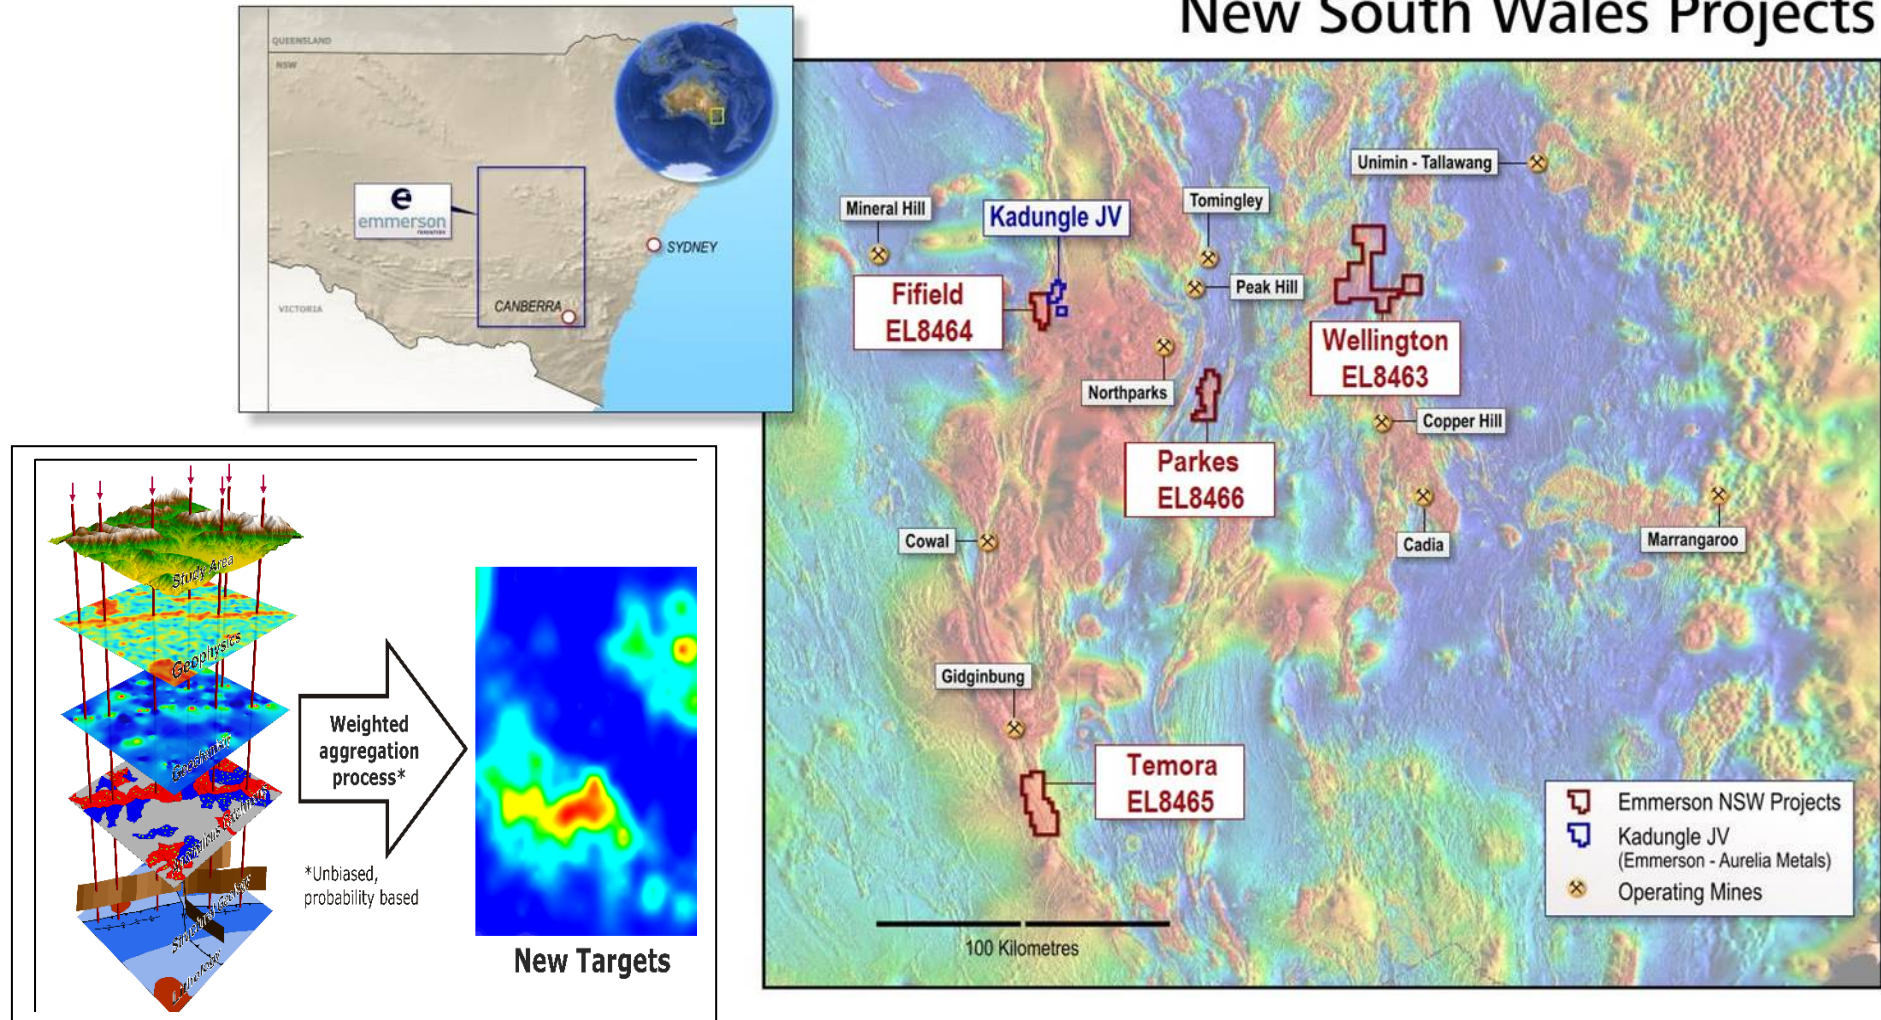 New South Wales Projects
QUEENSLAND
NSW
e
emmerson
RESOURCES
SYDNEY
CANBERRA
VICTORIA
Unimin - Tallawang
Mineral Hill
Kadungle JV
Tomingley
Fifield
EL8464
Peak Hill
Wellington
EL8463
Northparks
Copper Hill
Parkes
EL8466
Cowal
Cadia
Marrangaroo
Gidginbung
Temora
EL8465
100 Kilometres
Emmerson NSW Projects
Kadungle JV
(Emmerson - Aurelia Metals)
Operating Mines
Study Area
Geophysics
Structural Geology
Weighted
aggregation
process*
*Unbiased,
probability based
New Targets